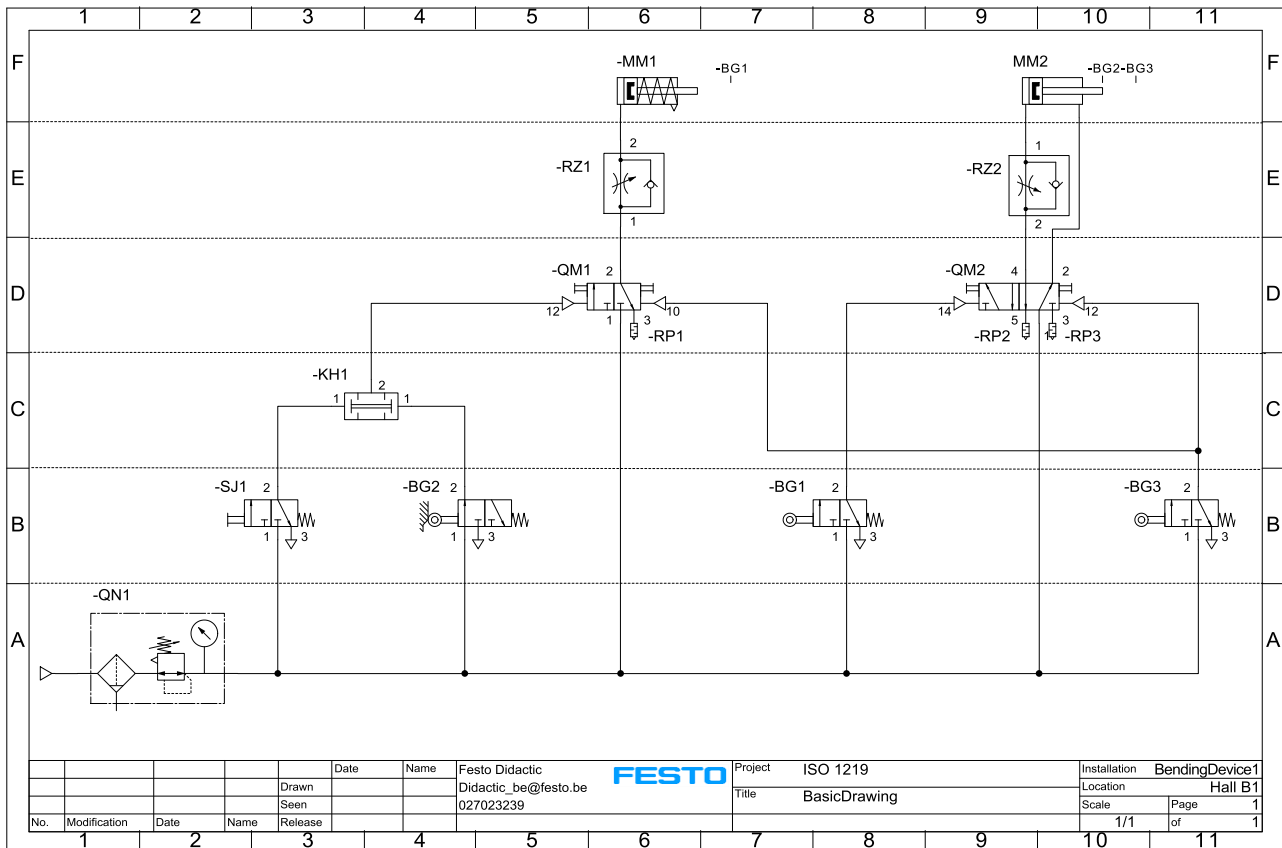 1 2 3 4 5 6 7 8 9 10 11
F F
-MM1 -BG1 MM2 -BG2-BG3
E E
2 1
-RZ1 -RZ2
1 2
D D
-QM1 2 -QM2 4 2
12 10 14 12
1 3 5 1 3
-RP1 -RP2 -RP3
C C
-KH1 2
1 1
B B
-SJ1 2 -BG2 2 -BG1 2 -BG3 2
1 3 1 3 1 3 1 3
-QN1
A A
Date Name Festo Didactic FESTO Project ISO 1219 Installation BendingDevice1
Drawn Didactic_be@festo.be Location Hall B1
Seen 027023239 Title BasicDrawing Scale Page 1
No. Modification Date Name Release 1/1 of 1
1 2 3 4 5 6 7 8 9 10 11